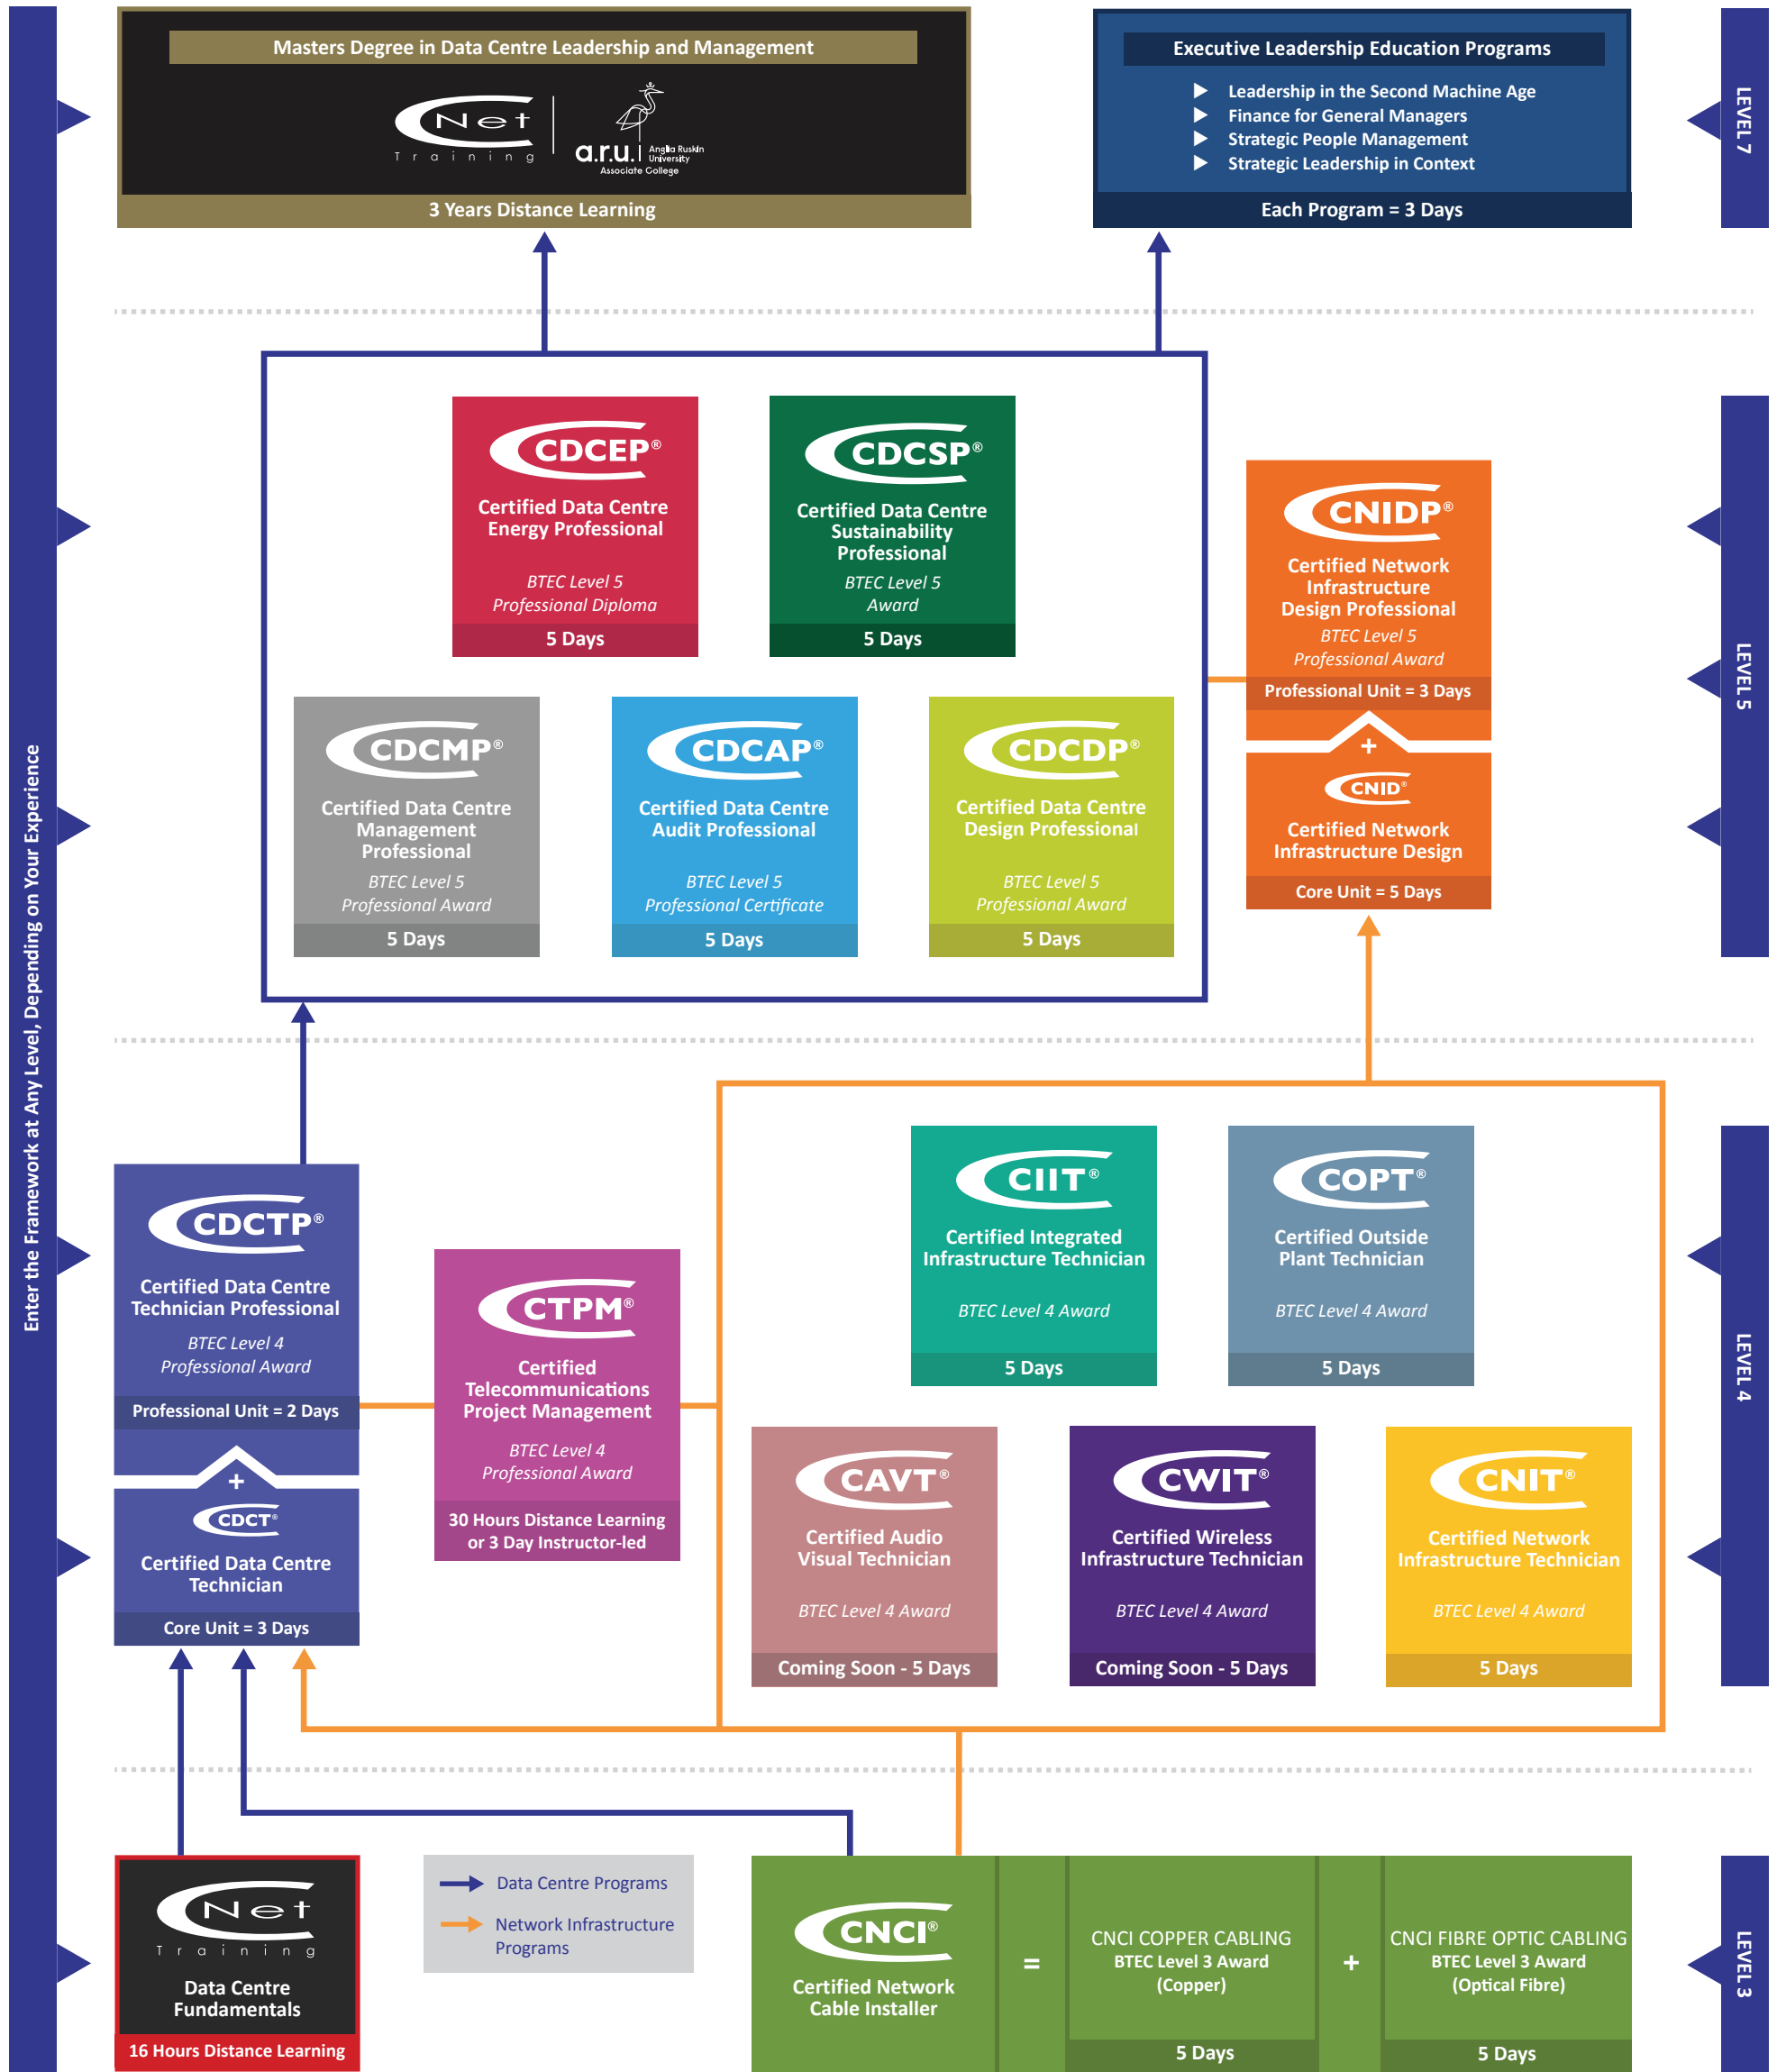 Enter the Framework at Any Level, Depending on Your Experience
Masters Degree in Data Centre Leadership and Management
CNet
Training
a.r.u.
Anglia Ruskin
University
Associate College
3 Years Distance Learning
Executive Leadership Education Programs
Leadership in the Second Machine Age
Finance for General Managers
Strategic People Management
Strategic Leadership in Context
Each Program = 3 Days
LEVEL 7
CDCEP®
Certified Data Centre
Energy Professional
BTEC Level 5
Professional Diploma
5 Days
CDCSP®
Certified Data Centre
Sustainability
Professional
BTEC Level 5
Award
5 Days
CNIDP®
Certified Network
Infrastructure
Design Professional
BTEC Level 5
Professional Award
Professional Unit = 3 Days
+
CNID®
Certified Network
Infrastructure Design
Core Unit = 5 Days
CDCMP®
Certified Data Centre
Management
Professional
BTEC Level 5
Professional Award
5 Days
CDCAP®
Certified Data Centre
Audit Professional
BTEC Level 5
Professional Certificate
5 Days
CDCDP®
Certified Data Centre
Design Professional
BTEC Level 5
Professional Award
5 Days
LEVEL 5
CDCTP®
Certified Data Centre
Technician Professional
BTEC Level 4
Professional Award
Professional Unit = 2 Days
+
CDCT®
Certified Data Centre
Technician
Core Unit = 3 Days
CTPM®
Certified
Telecommunications
Project Management
BTEC Level 4
Professional Award
30 Hours Distance Learning
or 3 Day Instructor-led
CIIT®
Certified Integrated
Infrastructure Technician
BTEC Level 4 Award
5 Days
COPT®
Certified Outside
Plant Technician
BTEC Level 4 Award
5 Days
CAVT®
Certified Audio
Visual Technician
BTEC Level 4 Award
Coming Soon - 5 Days
CWIT®
Certified Wireless
Infrastructure Technician
BTEC Level 4 Award
Coming Soon - 5 Days
CNIT®
Certified Network
Infrastructure Technician
BTEC Level 4 Award
5 Days
LEVEL 4
CNet
Training
Data Centre
Fundamentals
16 Hours Distance Learning
Data Centre Programs
Network Infrastructure
Programs
CNCI®
Certified Network
Cable Installer
=
CNCI COPPER CABLING
BTEC Level 3 Award
(Copper)
5 Days
+
CNCI FIBRE OPTIC CABLING
BTEC Level 3 Award
(Optical Fibre)
5 Days
LEVEL 3